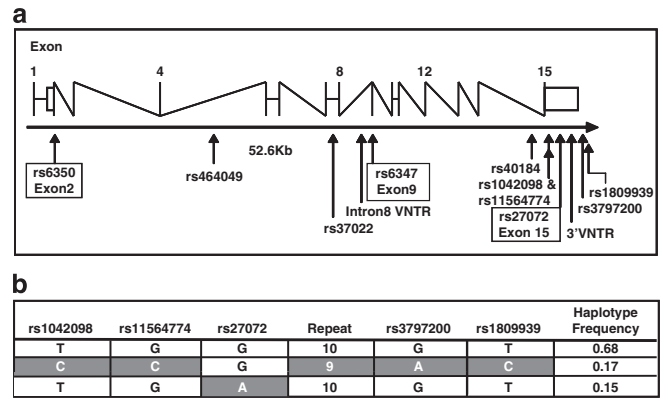 a
Exon
1 4 8 12 15
52.6Kb
rs6350
Exon2
rs464049
rs37022
Intron8 VNTR
rs6347
Exon9
rs40184
rs1042098 &
rs11564774
rs27072
Exon 15
3'VNTR
rs3797200
rs1809939
b
rs1042098 rs11564774 rs27072 Repeat rs3797200 rs1809939 Haplotype Frequency
T G G 10 G T 0.68
C C G 9 A C 0.17
T G A 10 G T 0.15